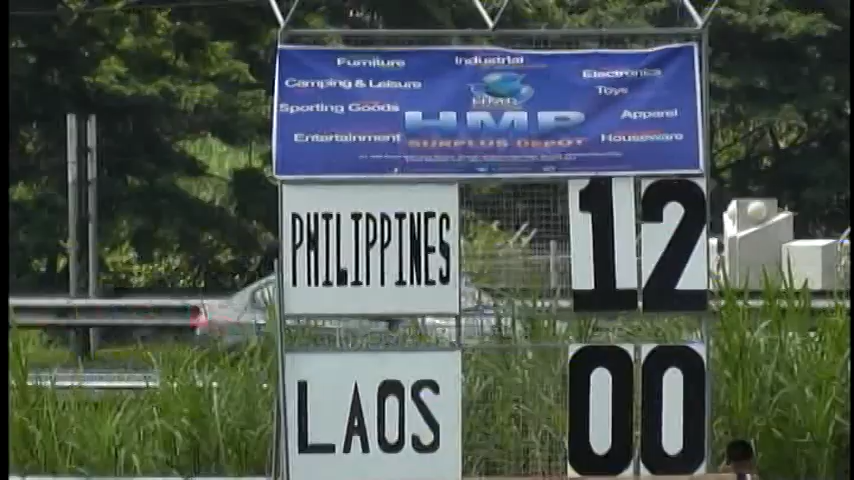 Furniture Industrial Electronics
Camping & Leisure Toys
Sporting Goods Apparel
HMP
Entertainment Houseware
SURPLUS DEPOT
PHILIPPINES 12
LAOS 00